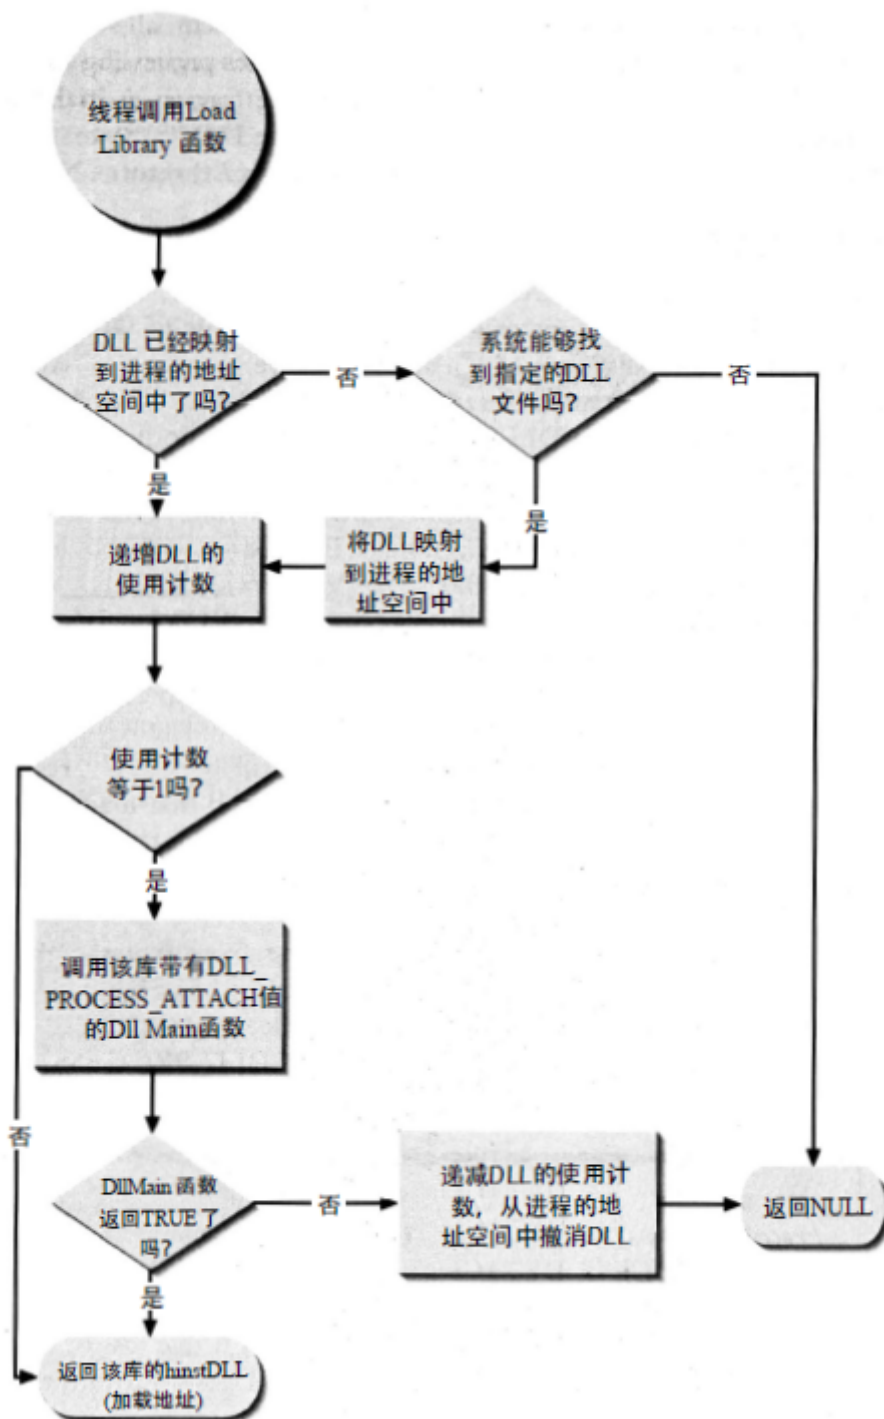 线程调用Load
Library 函数
DLL 已经映射
到进程的地址
空间中了吗?
否
系统能够找
到指定的DLL
文件吗?
否
是
是
递增DLL的
使用计数
将DLL映射
到进程的地
址空间中
使用计数
等于1吗?
是
调用该库带有DLL_
PROCESS_ATTACH值
的Dll Main函数
否
DllMain 函数
返回TRUE了
吗?
否
递减DLL的使用计
数，从进程的地
址空间中撤消DLL
返回NULL
是
返回该库的hinstDLL
(加载地址)